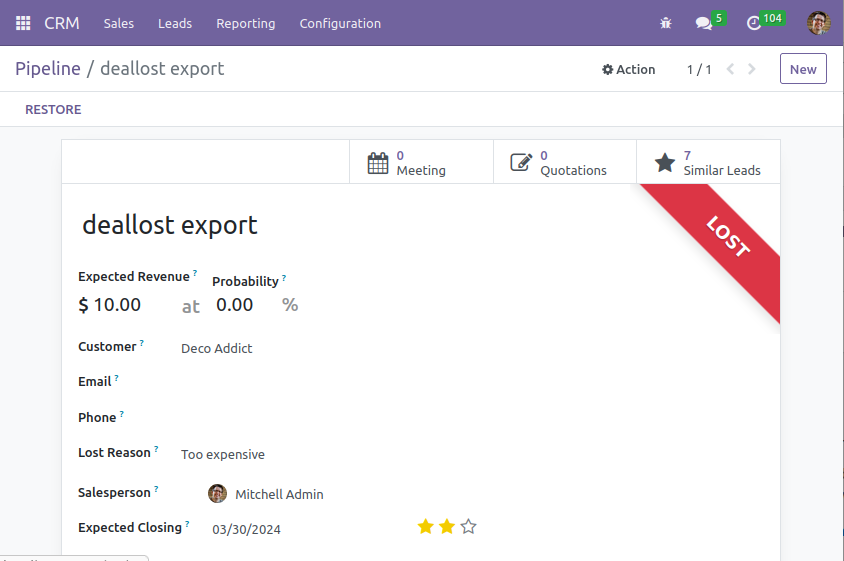 CRM Sales Leads Reporting Configuration 5 104
Pipeline / deallost export Action 1 / 1 New
RESTORE
0 Meeting 0 Quotations 7 Similar Leads
LOST
deallost export
Expected Revenue ? Probability ?
$ 10.00 at 0.00 %
Customer ? Deco Addict
Email ?
Phone ?
Lost Reason ? Too expensive
Salesperson ? Mitchell Admin
Expected Closing ? 03/30/2024